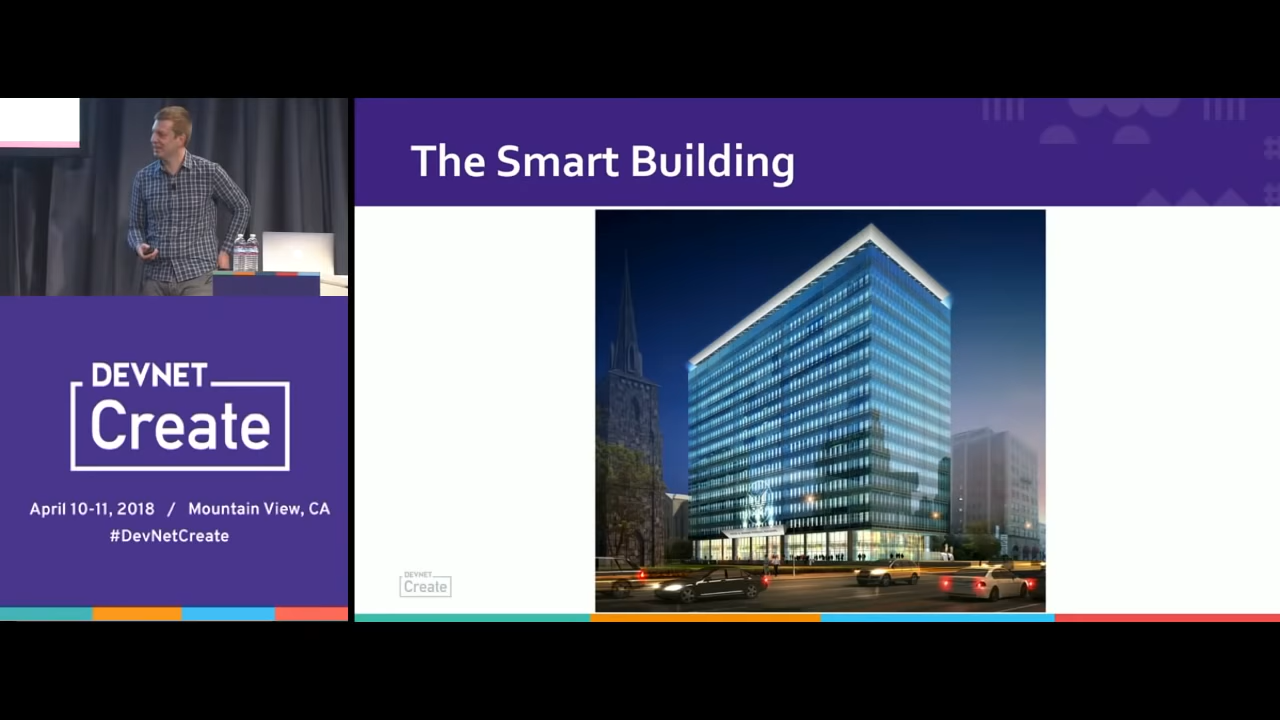 The Smart Building
DEVNET
Create
April 10-11, 2018 / Mountain View, CA
#DevNetCreate
DEVNET
Create